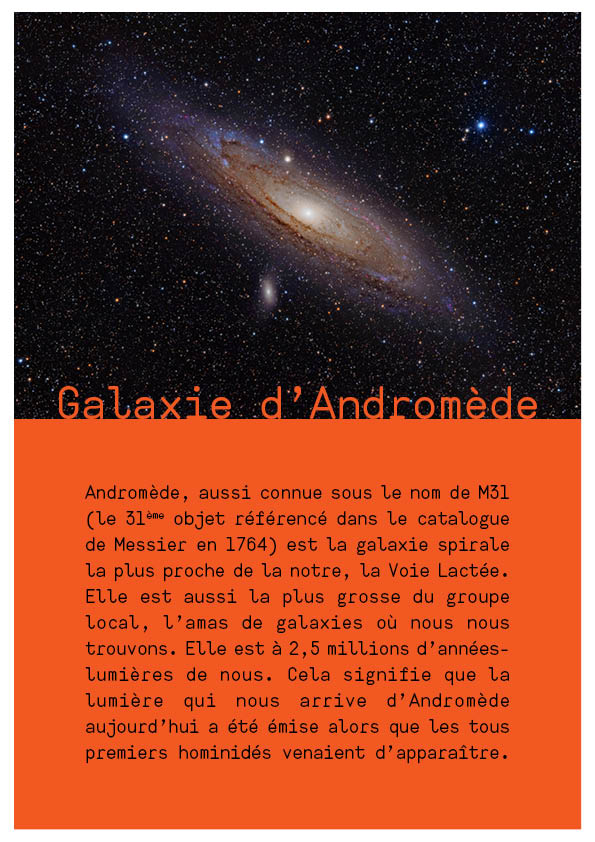 Galaxie d’Andromède
Andromède, aussi connue sous le nom de M31
(le 31ème objet référencé dans le catalogue
de Messier en 1764) est la galaxie spirale
la plus proche de la notre, la Voie Lactée.
Elle est aussi la plus grosse du groupe
local, l’amas de galaxies où nous nous
trouvons. Elle est à 2,5 millions d’années-
lumières de nous. Cela signifie que la
lumière qui nous arrive d’Andromède
aujourd’hui a été émise alors que les tous
premiers hominidés venaient d’apparaître.